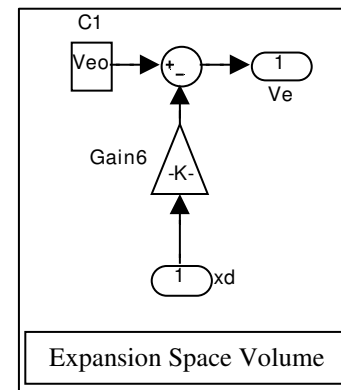 C1
Veo
+
−
1
Ve
Gain6
-K-
1
xd
Expansion Space Volume